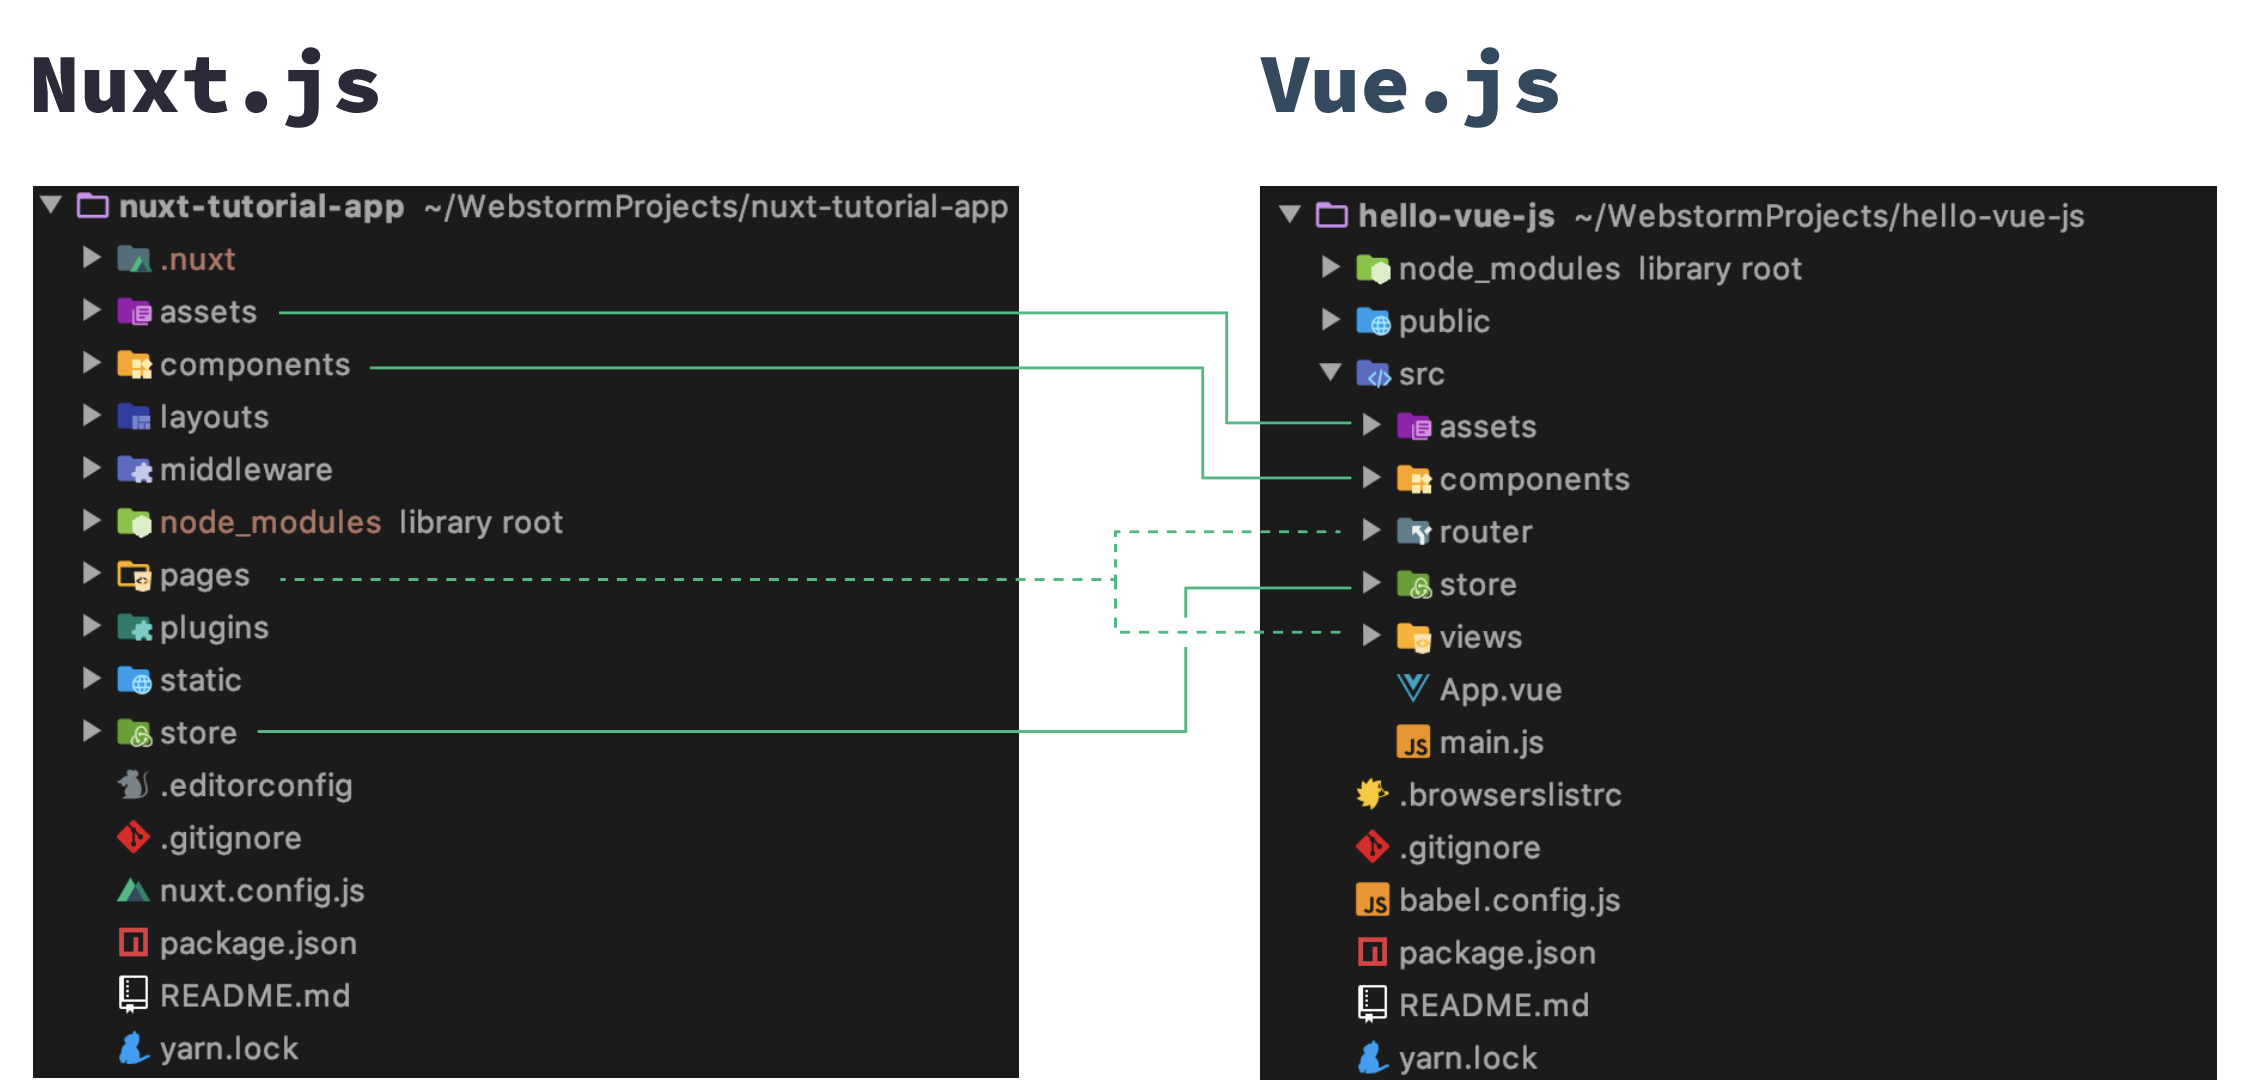 Nuxt.js
nuxt-tutorial-app ~/WebstormProjects/nuxt-tutorial-app
.nuxt
assets
components
layouts
middleware
node_modules library root
pages
plugins
static
store
.editorconfig
.gitignore
nuxt.config.js
package.json
README.md
yarn.lock
Vue.js
hello-vue-js ~/WebstormProjects/hello-vue-js
node_modules library root
public
src
assets
components
router
store
views
App.vue
JS main.js
.browserslistrc
.gitignore
JS babel.config.js
package.json
README.md
yarn.lock